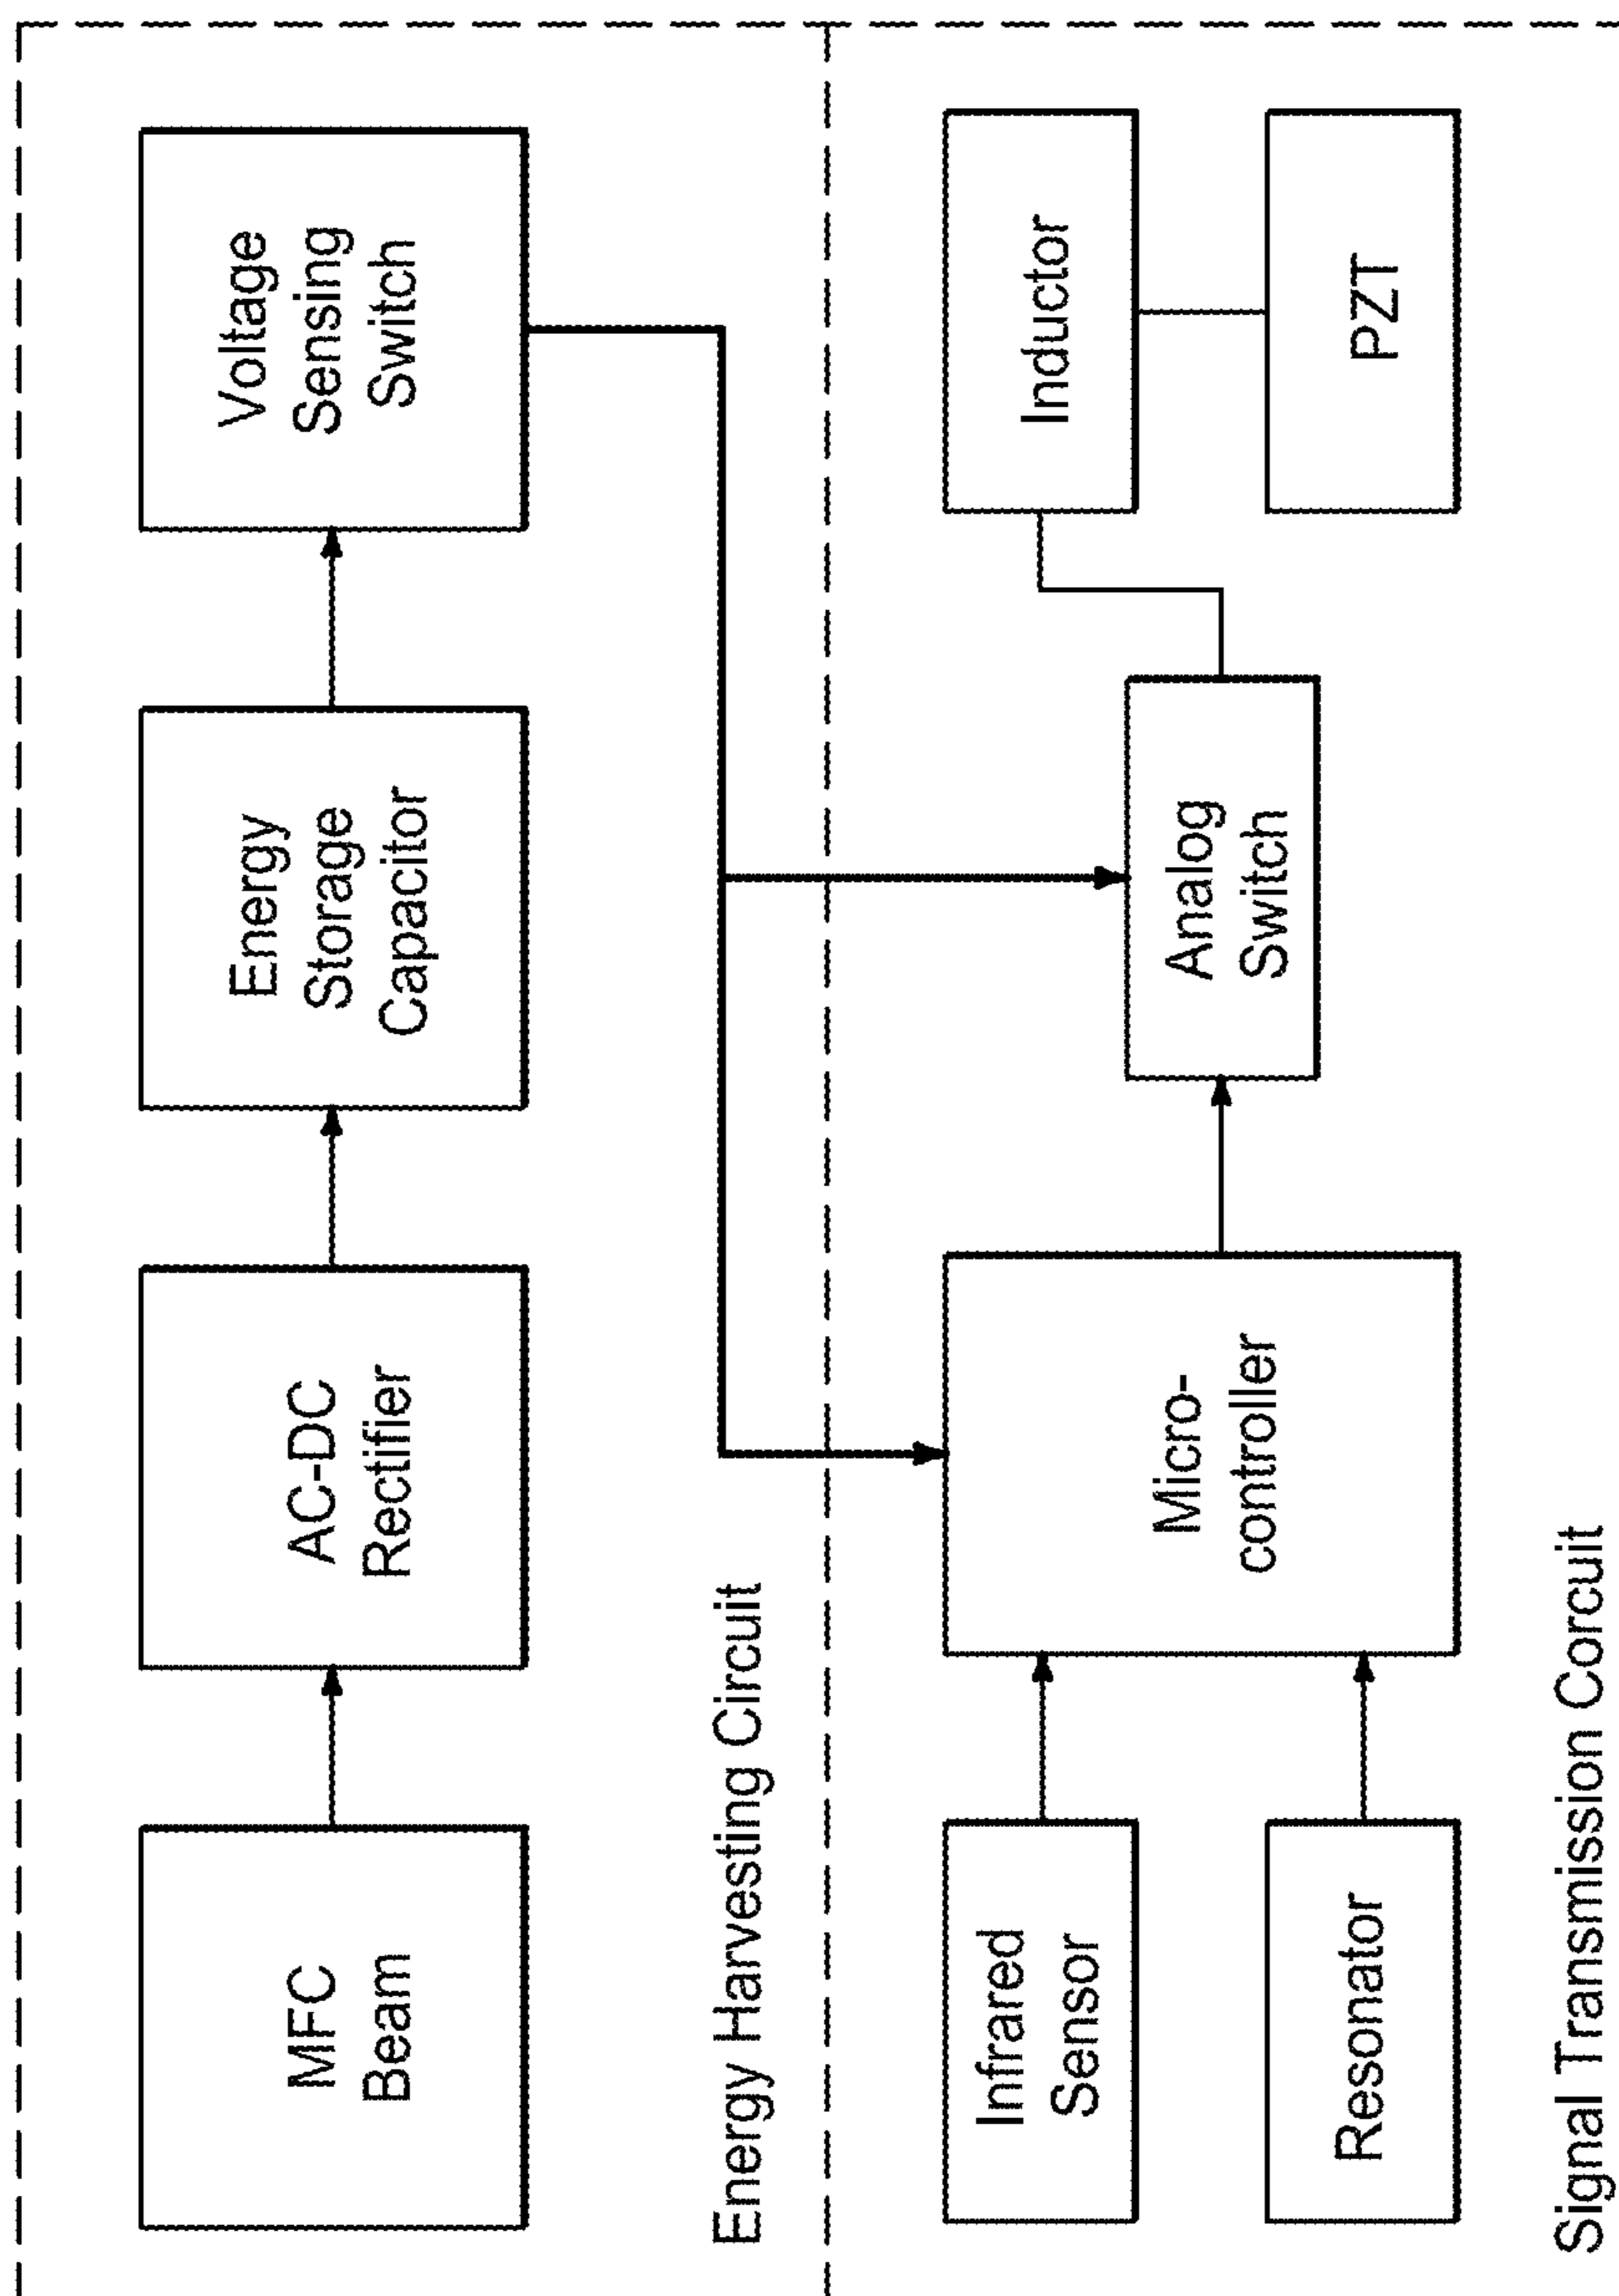 MFC
Beam
AC-DC
Rectifier
Energy
Storage
Capacitor
Voltage
Sensing
Switch
Energy Harvesting Circuit
Infrared
Sensor
Resonator
Micro-
controller
Analog
Switch
Inductor
PZT
Signal Transmission Corcuit